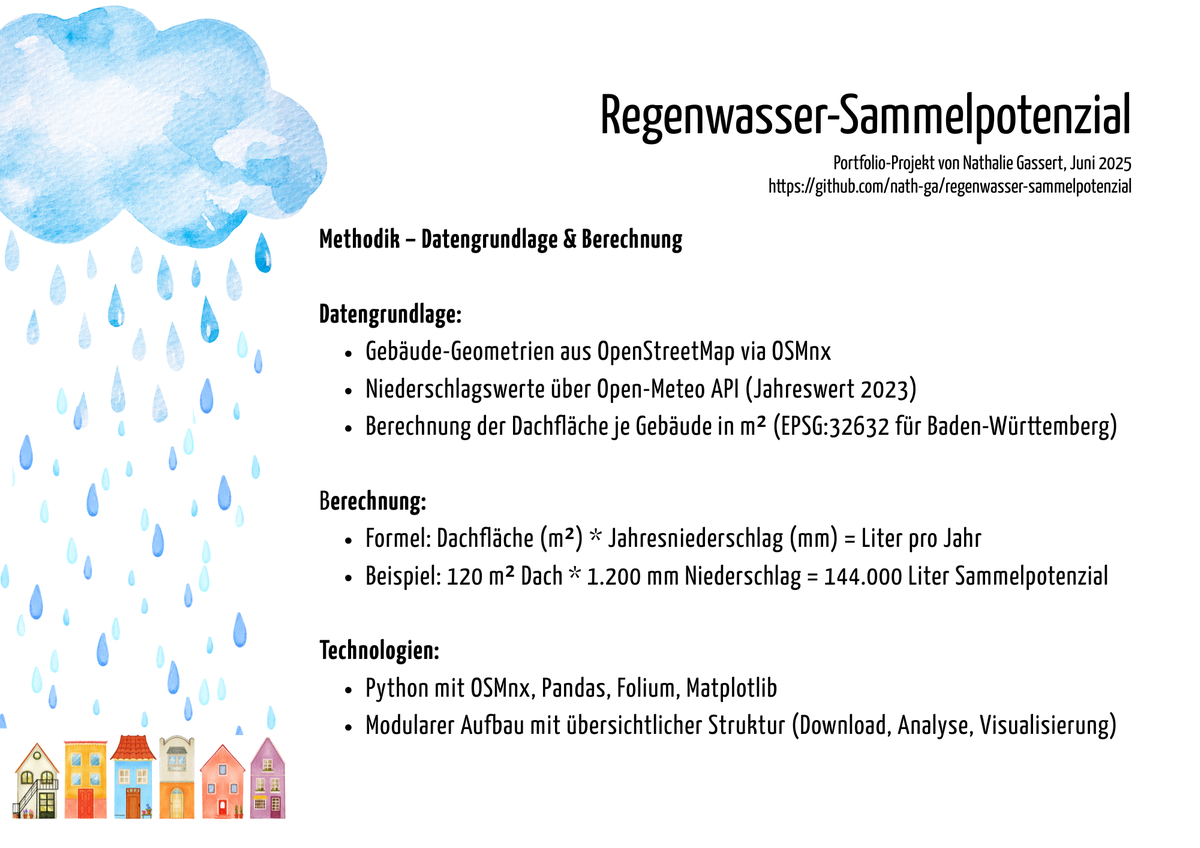 Regenwasser-Sammelpotenzial
Portfolio-Projekt von Nathalie Gassert, Juni 2025
https://github.com/nath-ga/regenwasser-sammelpotenzial
Methodik – Datengrundlage & Berechnung
Datengrundlage:
• Gebäude-Geometrien aus OpenStreetMap via OSMnx
• Niederschlagswerte über Open-Meteo API (Jahreswert 2023)
• Berechnung der Dachfläche je Gebäude in m² (EPSG:32632 für Baden-Württemberg)
Berechnung:
• Formel: Dachfläche (m²) * Jahresniederschlag (mm) = Liter pro Jahr
• Beispiel: 120 m² Dach * 1.200 mm Niederschlag = 144.000 Liter Sammelpotenzial
Technologien:
• Python mit OSMnx, Pandas, Folium, Matplotlib
• Modularer Aufbau mit übersichtlicher Struktur (Download, Analyse, Visualisierung)